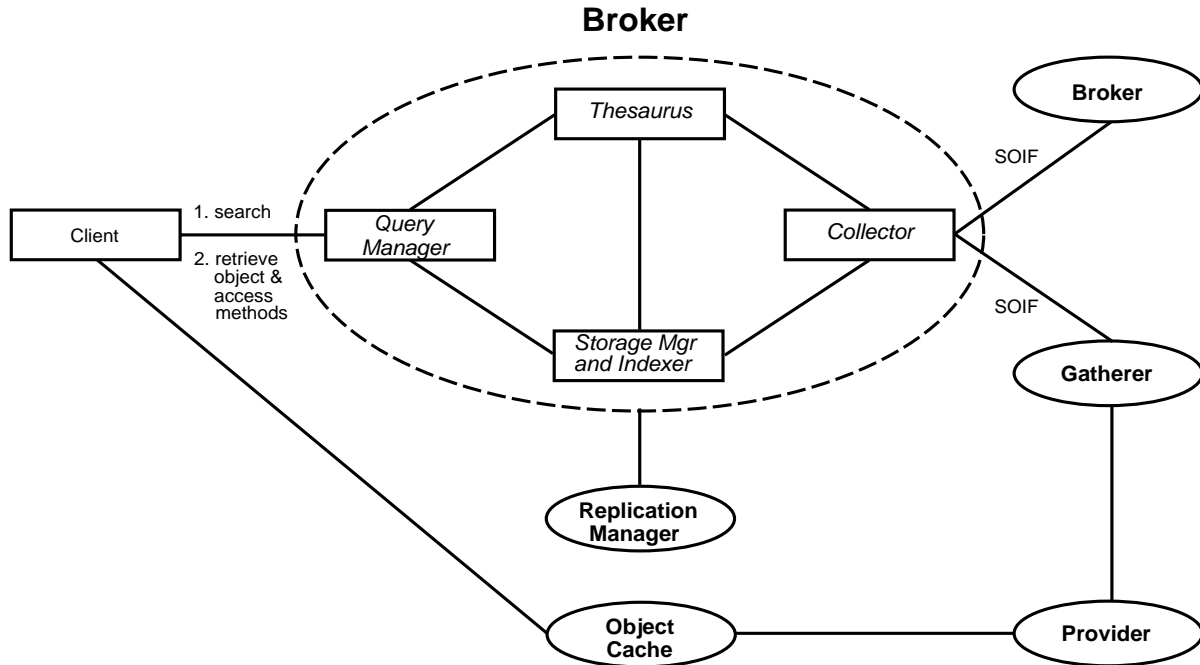 Broker
Thesaurus
Broker
SOIF
1. search
Client
Query
Manager
Collector
2. retrieve
object &
access
methods
SOIF
Storage Mgr
and Indexer
Gatherer
Replication
Manager
Object
Cache
Provider